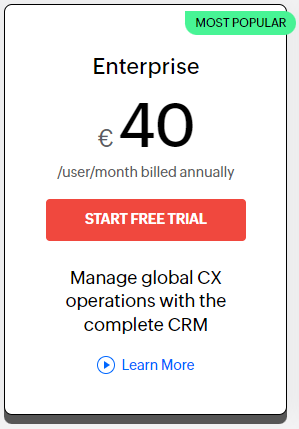 MOST POPULAR
Enterprise
€ 40
/user/month billed annually
START FREE TRIAL
Manage global CX
operations with the
complete CRM
Learn More